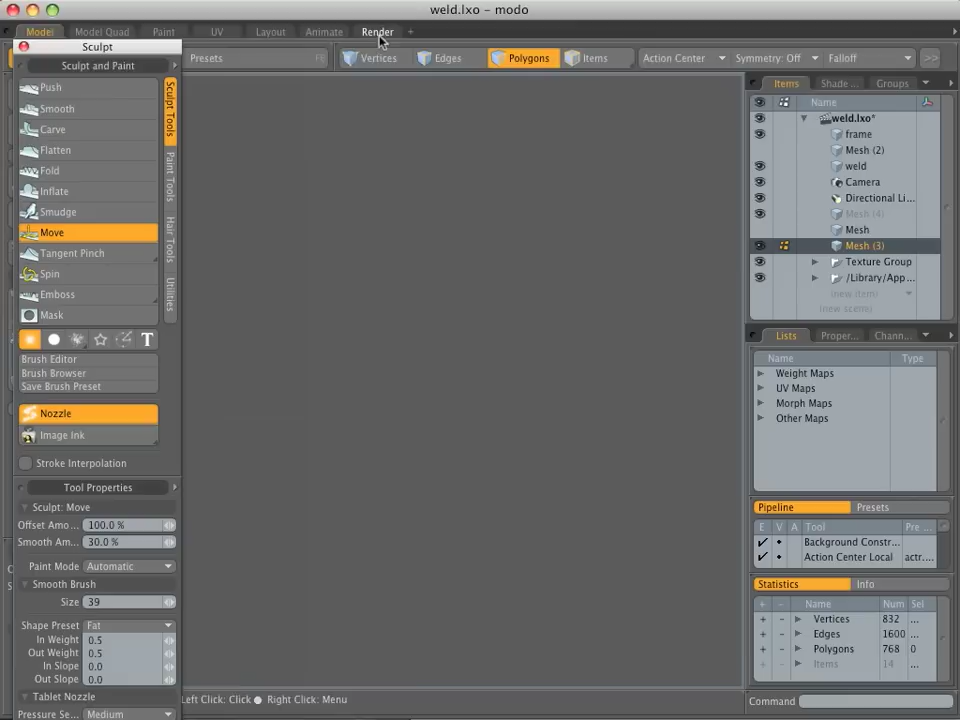 weld.lxo - modo
Model
Model Quad
Paint
UV
Layout
Animate
Render
+
Sculpt
Presets
Vertices
Edges
Polygons
Items
Action Center
Symmetry: Off
Falloff
>>
Sculpt and Paint
Push
Smooth
Carve
Flatten
Fold
Inflate
Smudge
Move
Tangent Pinch
Spin
Emboss
Mask
Sculpt Tools
Paint Tools
Hair Tools
Utilities
T
Brush Editor
Brush Browser
Save Brush Preset
Nozzle
Image Ink
Stroke Interpolation
Tool Properties
Sculpt: Move
Offset Amo... 100.0 %
Smooth Am... 30.0 %
Paint Mode Automatic
Smooth Brush
Size 39
Shape Preset Fat
In Weight 0.5
Out Weight 0.5
In Slope 0.0
Out Slope 0.0
Tablet Nozzle
Pressure Se... Medium
Left Click: Click Right Click: Menu
Items
Shade ...
Groups
Name
weld.lxo*
frame
Mesh (2)
weld
Camera
Directional Li...
Mesh (4)
Mesh
Mesh (3)
Texture Group
/Library/App ...
(new item)
(new scene)
Lists
Proper...
Chann...
Name Type
Weight Maps
UV Maps
Morph Maps
Other Maps
Pipeline
Presets
E V A Tool Pre ...
Background Constr...
Action Center Local actr....
Statistics
Info
+ - Name Num Sel
+ - Vertices 832 ...
+ - Edges 1600 ...
+ - Polygons 768 0
+ - Items 14 ...
Command